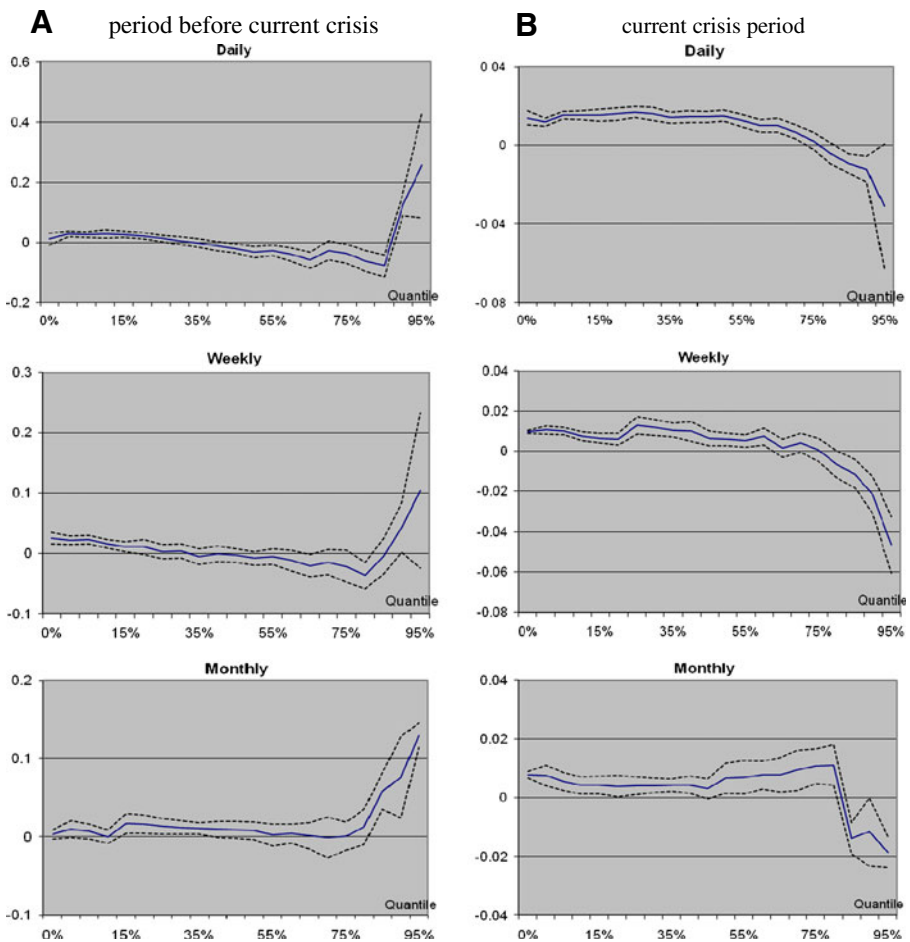 A period before current crisis
Daily
0.6
0.4
0.2
0
-0.2
Quantile
0% 15% 35% 55% 75% 95%
Weekly
0.3
0.2
0.1
0
-0.1
Quantile
0% 15% 35% 55% 75% 95%
Monthly
0.2
0.1
0
-0.1
Quantile
0% 15% 35% 55% 75% 95%
B current crisis period
Daily
0 04
0
-0.04
-0 08
Quantile
0% 15% 35% 55% 75% 95%
Weekly
0.04
0.02
0
-0.02
-0.04
-0.06
-0.08
Quantile
0% 15% 35% 55% 75% 95%
Monthly
0.04
0.02
0
-0.02
-0.04
Quantile
0% 15% 35% 55% 75% 95%